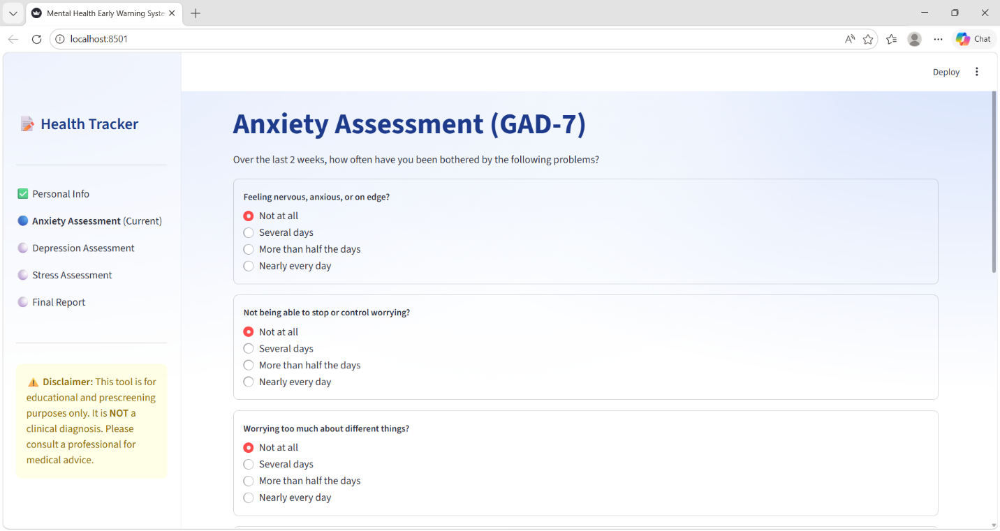 Mental Health Early Warning Syste
localhost:8501
Chat
Deploy
Health Tracker
Personal Info
Anxiety Assessment (Current)
Depression Assessment
Stress Assessment
Final Report
Disclaimer: This tool is for
educational and prescreening
purposes only. It is NOT a
clinical diagnosis. Please
consult a professional for
medical advice.
Anxiety Assessment (GAD-7)
Over the last 2 weeks, how often have you been bothered by the following problems?
Feeling nervous, anxious, or on edge?
Not at all
Several days
More than half the days
Nearly every day
Not being able to stop or control worrying?
Not at all
Several days
More than half the days
Nearly every day
Worrying too much about different things?
Not at all
Several days
More than half the days
Nearly every day